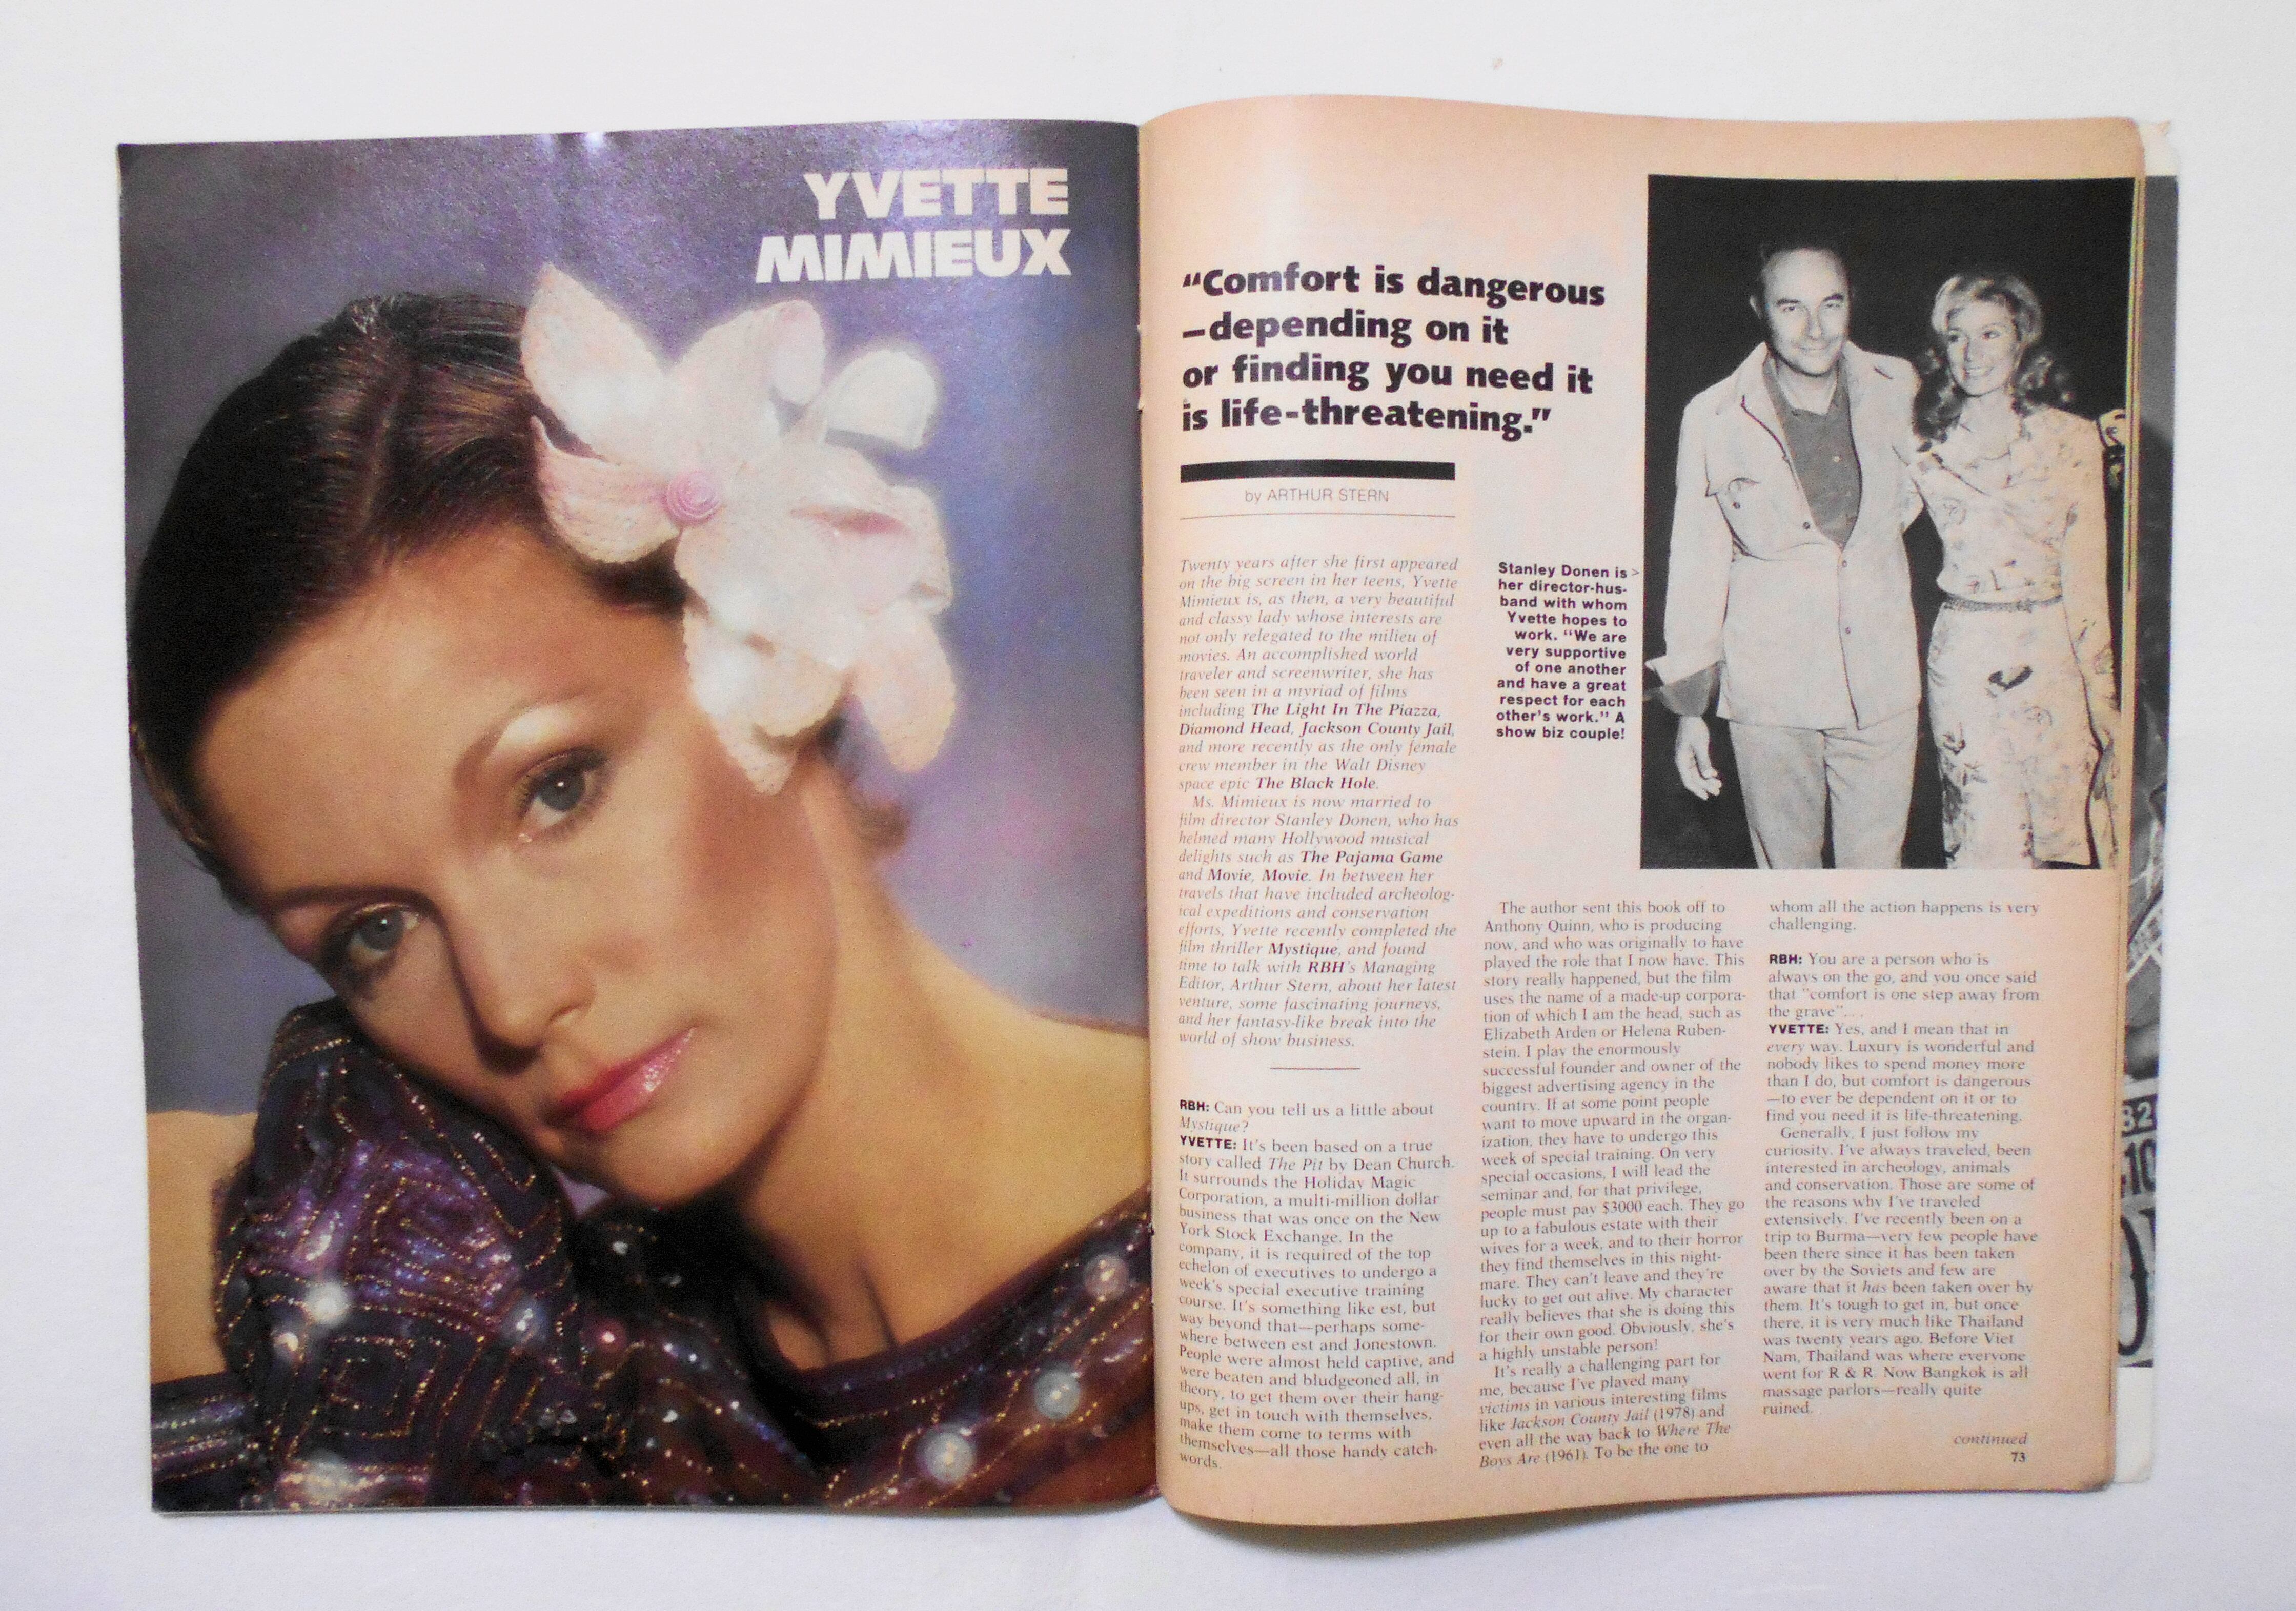 YVETTE
MIMIEUX
“Comfort is dangerous
—depending on it
or finding you need it
is life-threatening.”
by ARTHUR STERN
Twenty years after she first appeared
on the big screen in her teens, Yvette
Mimieux is, as then, a very beautiful
and classy lady whose interests are
not only relegated to the milieu of
movies. An accomplished world
traveler and screenwriter, she has
been seen in a myriad of films
including The Light In The Piazza,
Diamond Head, Jackson County Jail,
and more recently as the only female
crew member in the Walt Disney
space epic The Black Hole.
Ms. Mimieux is now married to
film director Stanley Donen, who has
helmed many Hollywood musical
delights such as The Pajama Game
and Movie, Movie. In between her
travels that have included archeolog-
ical expeditions and conservation
efforts, Yvette recently completed the
film thriller Mystique, and found
time to talk with RBH's Managing
Editor, Arthur Stern, about her latest
venture, some fascinating journeys,
and her fantasy-like break into the
world of show business.
RBH: Can you tell us a little about
Mystique?
YVETTE: It's been based on a true
story called The Pit by Dean Church.
It surrounds the Holiday Magic
Corporation, a multi-million dollar
business that was once on the New
York Stock Exchange. In the
company, it is required of the top
echelon of executives to undergo a
week's special executive training
course. It's something like est, but
way beyond that—perhaps some-
where between est and Jonestown.
People were almost held captive, and
were beaten and bludgeoned all, in
theory, to get them over their hang-
ups, get in touch with themselves,
make them come to terms with
themselves—all those handy catch-
words.
Stanley Donen is >
her director-hus-
band with whom
Yvette hopes to
work. “We are
very supportive
of one another
and have a great
respect for each
other's work.” A
show biz couple!
The author sent this book off to
Anthony Quinn, who is producing
now, and who was originally to have
played the role that I now have. This
story really happened, but the film
uses the name of a made-up corpora-
tion of which I am the head, such as
Elizabeth Arden or Helena Ruben-
stein. I play the enormously
successful founder and owner of the
biggest advertising agency in the
country. If at some point people
want to move upward in the organ-
ization, they have to undergo this
week of special training. On very
special occasions, I will lead the
seminar and, for that privilege,
people must pay $3000 each. They go
up to a fabulous estate with their
wives for a week, and to their horror
they find themselves in this night-
mare. They can't leave and they're
lucky to get out alive. My character
really believes that she is doing this
for their own good. Obviously, she's
a highly unstable person!
It's really a challenging part for
me, because I've played many
victims in various interesting films
like Jackson County Jail (1978) and
even all the way back to Where The
Boys Are (1961). To be the one to
whom all the action happens is very
challenging.
RBH: You are a person who is
always on the go, and you once said
that “comfort is one step away from
the grave”. . .
YVETTE: Yes, and I mean that in
every way. Luxury is wonderful and
nobody likes to spend money more
than I do, but comfort is dangerous
—to ever be dependent on it or to
find you need it is life-threatening.
Generally, I just follow my
curiosity. I've always traveled, been
interested in archeology, animals
and conservation. Those are some of
the reasons why I've traveled
extensively. I've recently been on a
trip to Burma—very few people have
been there since it has been taken
over by the Soviets and few are
aware that it has been taken over by
them. It's tough to get in, but once
there, it is very much like Thailand
was twenty years ago. Before Viet
Nam, Thailand was where everyone
went for R & R. Now Bangkok is all
massage parlors—really quite
ruined.
continued
73